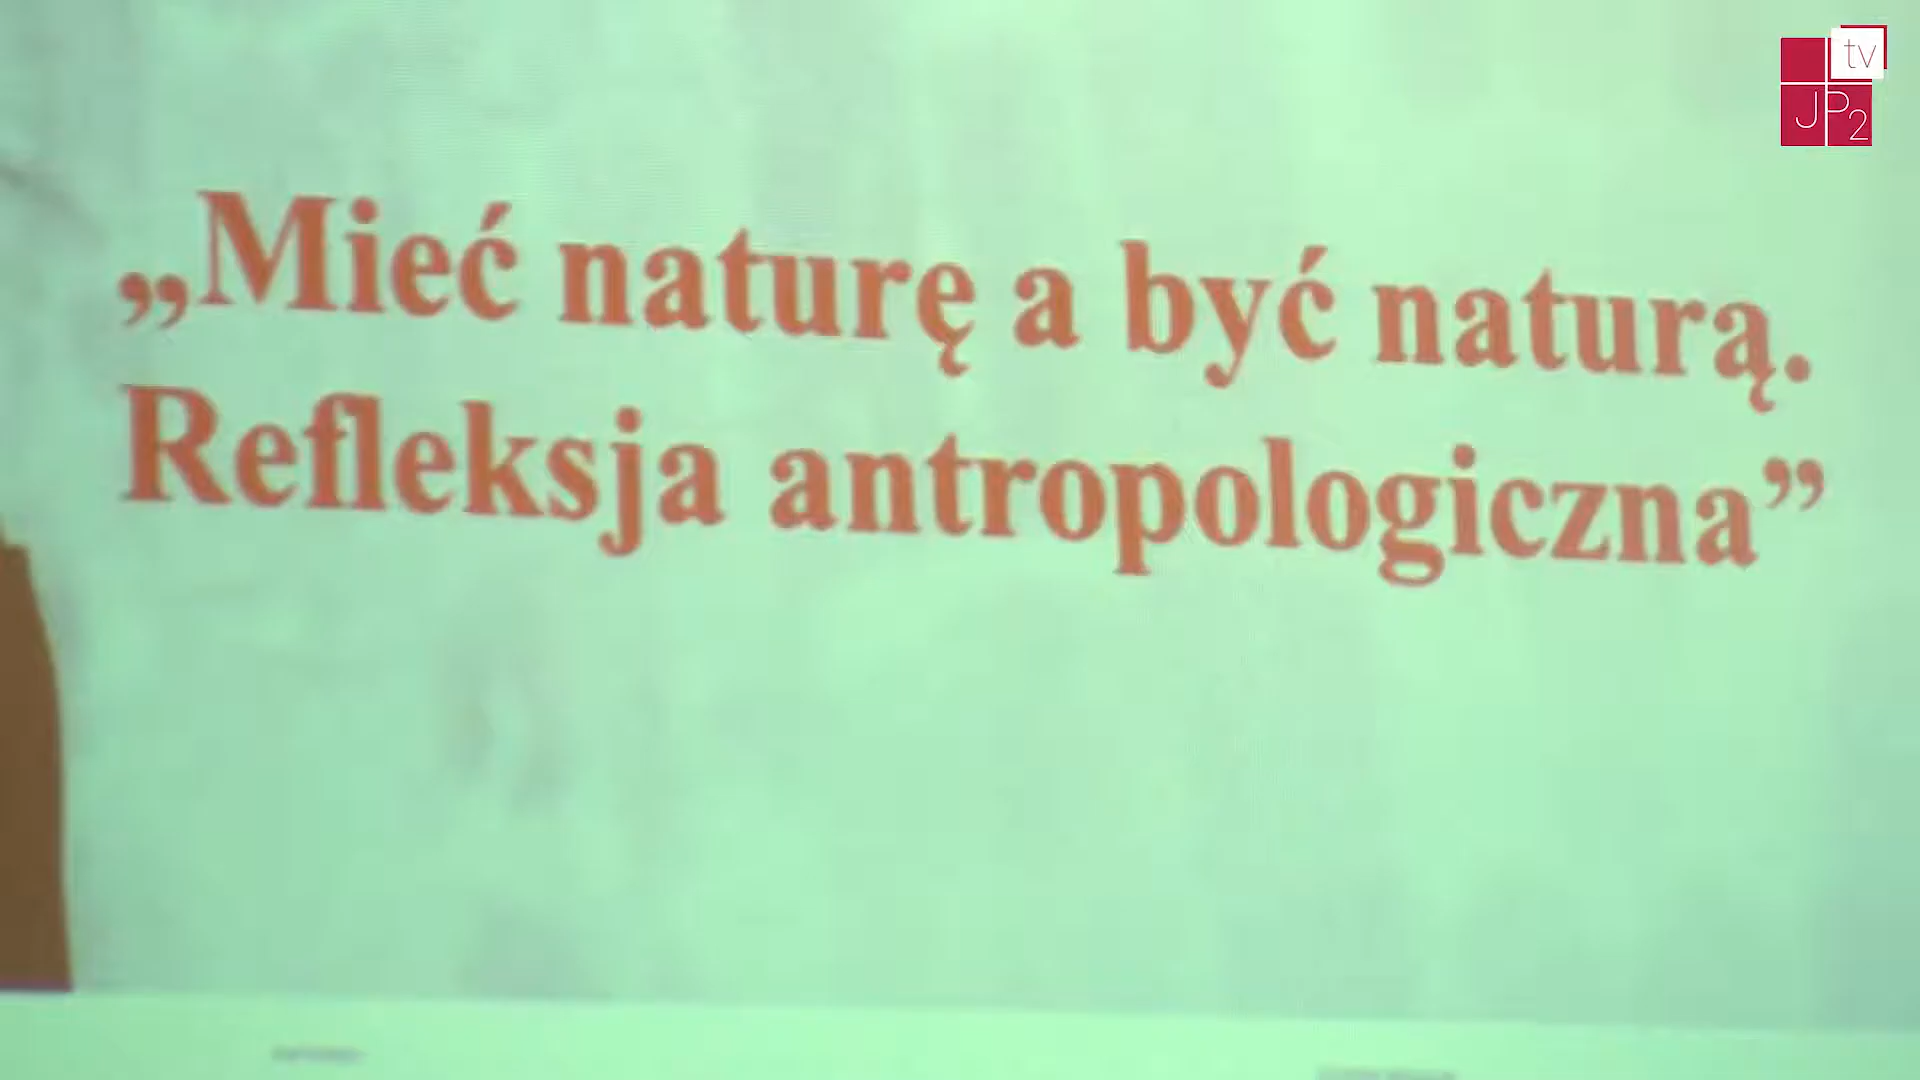 tv
JP2
„Mieć naturę a być naturą.
Refleksja antropologiczna”